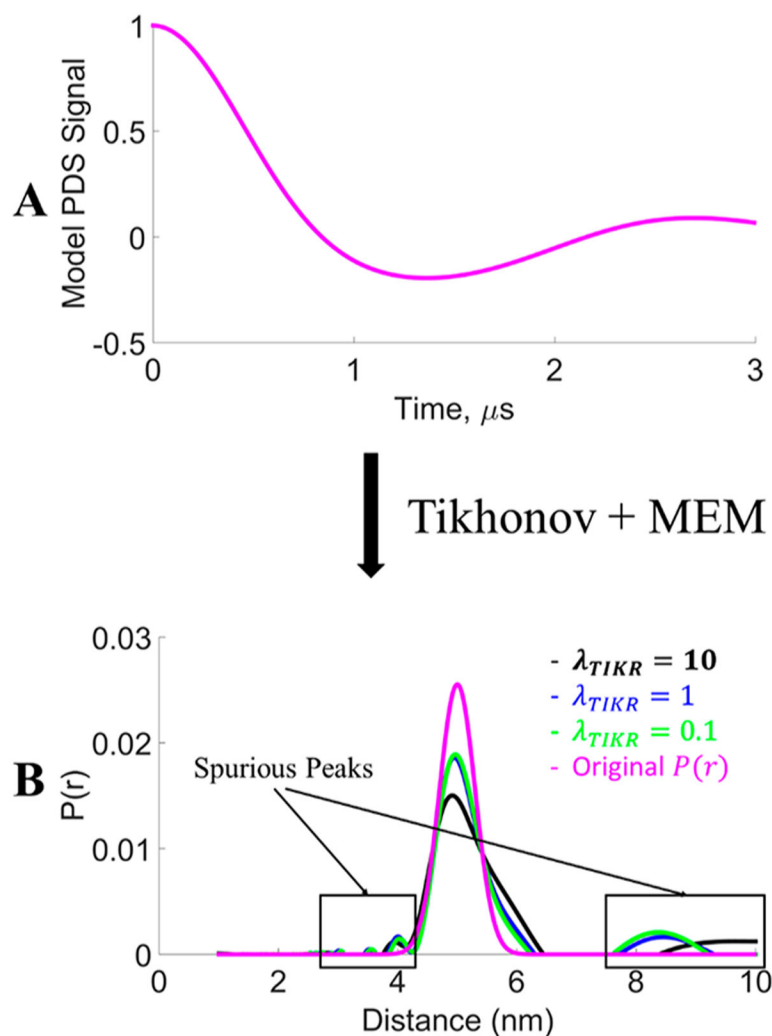 A
Model PDS Signal
1
0.5
0
-0.5
0 1 2 3
Time, μs
Tikhonov + MEM
B
P(r)
0.03
0.02
0.01
0
- λ_TIKR = 10
- λ_TIKR = 1
- λ_TIKR = 0.1
- Original P(r)
Spurious Peaks
0 2 4 6 8 10
Distance (nm)